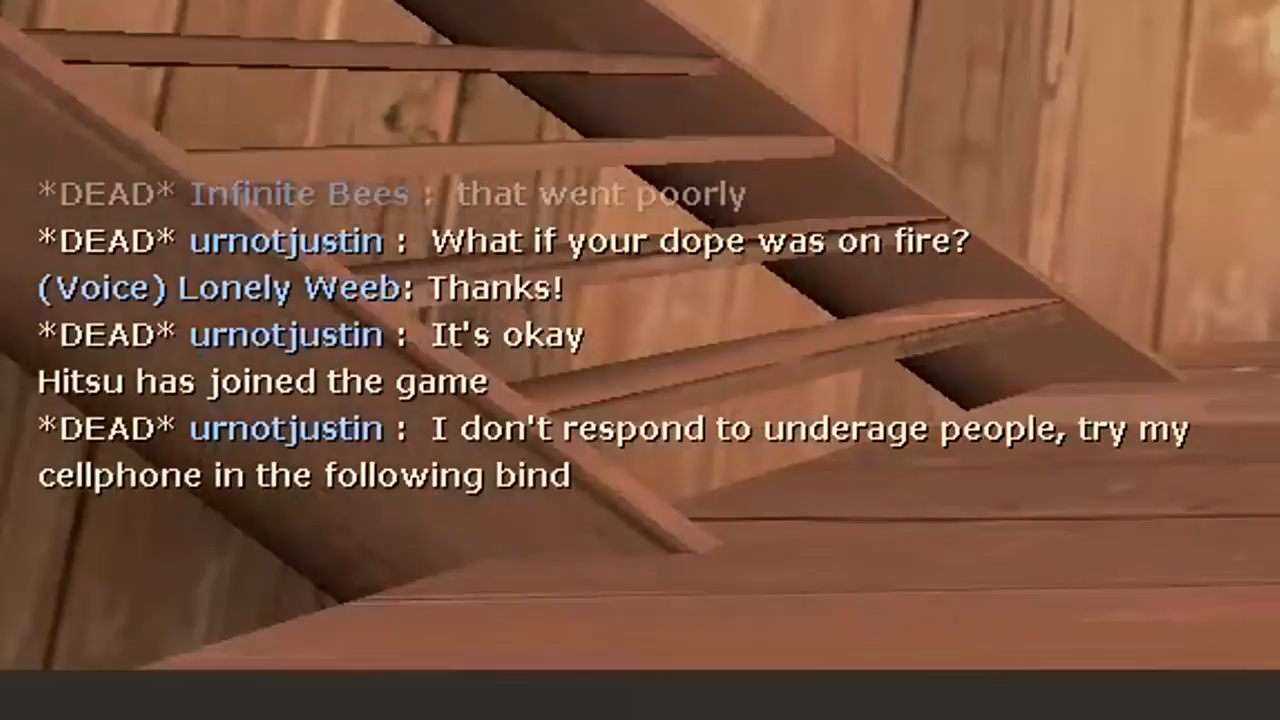 *DEAD* Infinite Bees :  that went poorly
*DEAD* urnotjustin :  What if your dope was on fire?
(Voice) Lonely Weeb: Thanks!
*DEAD* urnotjustin :  It's okay
Hitsu has joined the game
*DEAD* urnotjustin :  I don't respond to underage people, try my
cellphone in the following bind